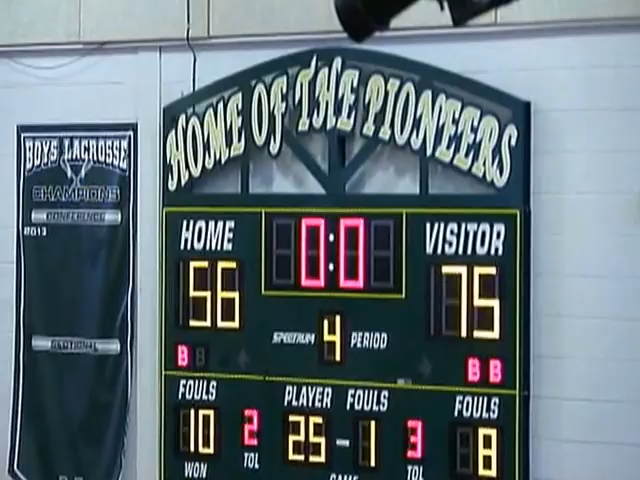 HOME OF THE PIONEERS
BOYS LACROSSE
CHAMPIONS
CONFERENCE
2013
SECTIONAL
HOME
0:0
VISITOR
56
75
SPECTRUM 4 PERIOD
B
B B
FOULS PLAYER FOULS FOULS
10 2 25-1 3 8
WON TOL GAME TOL